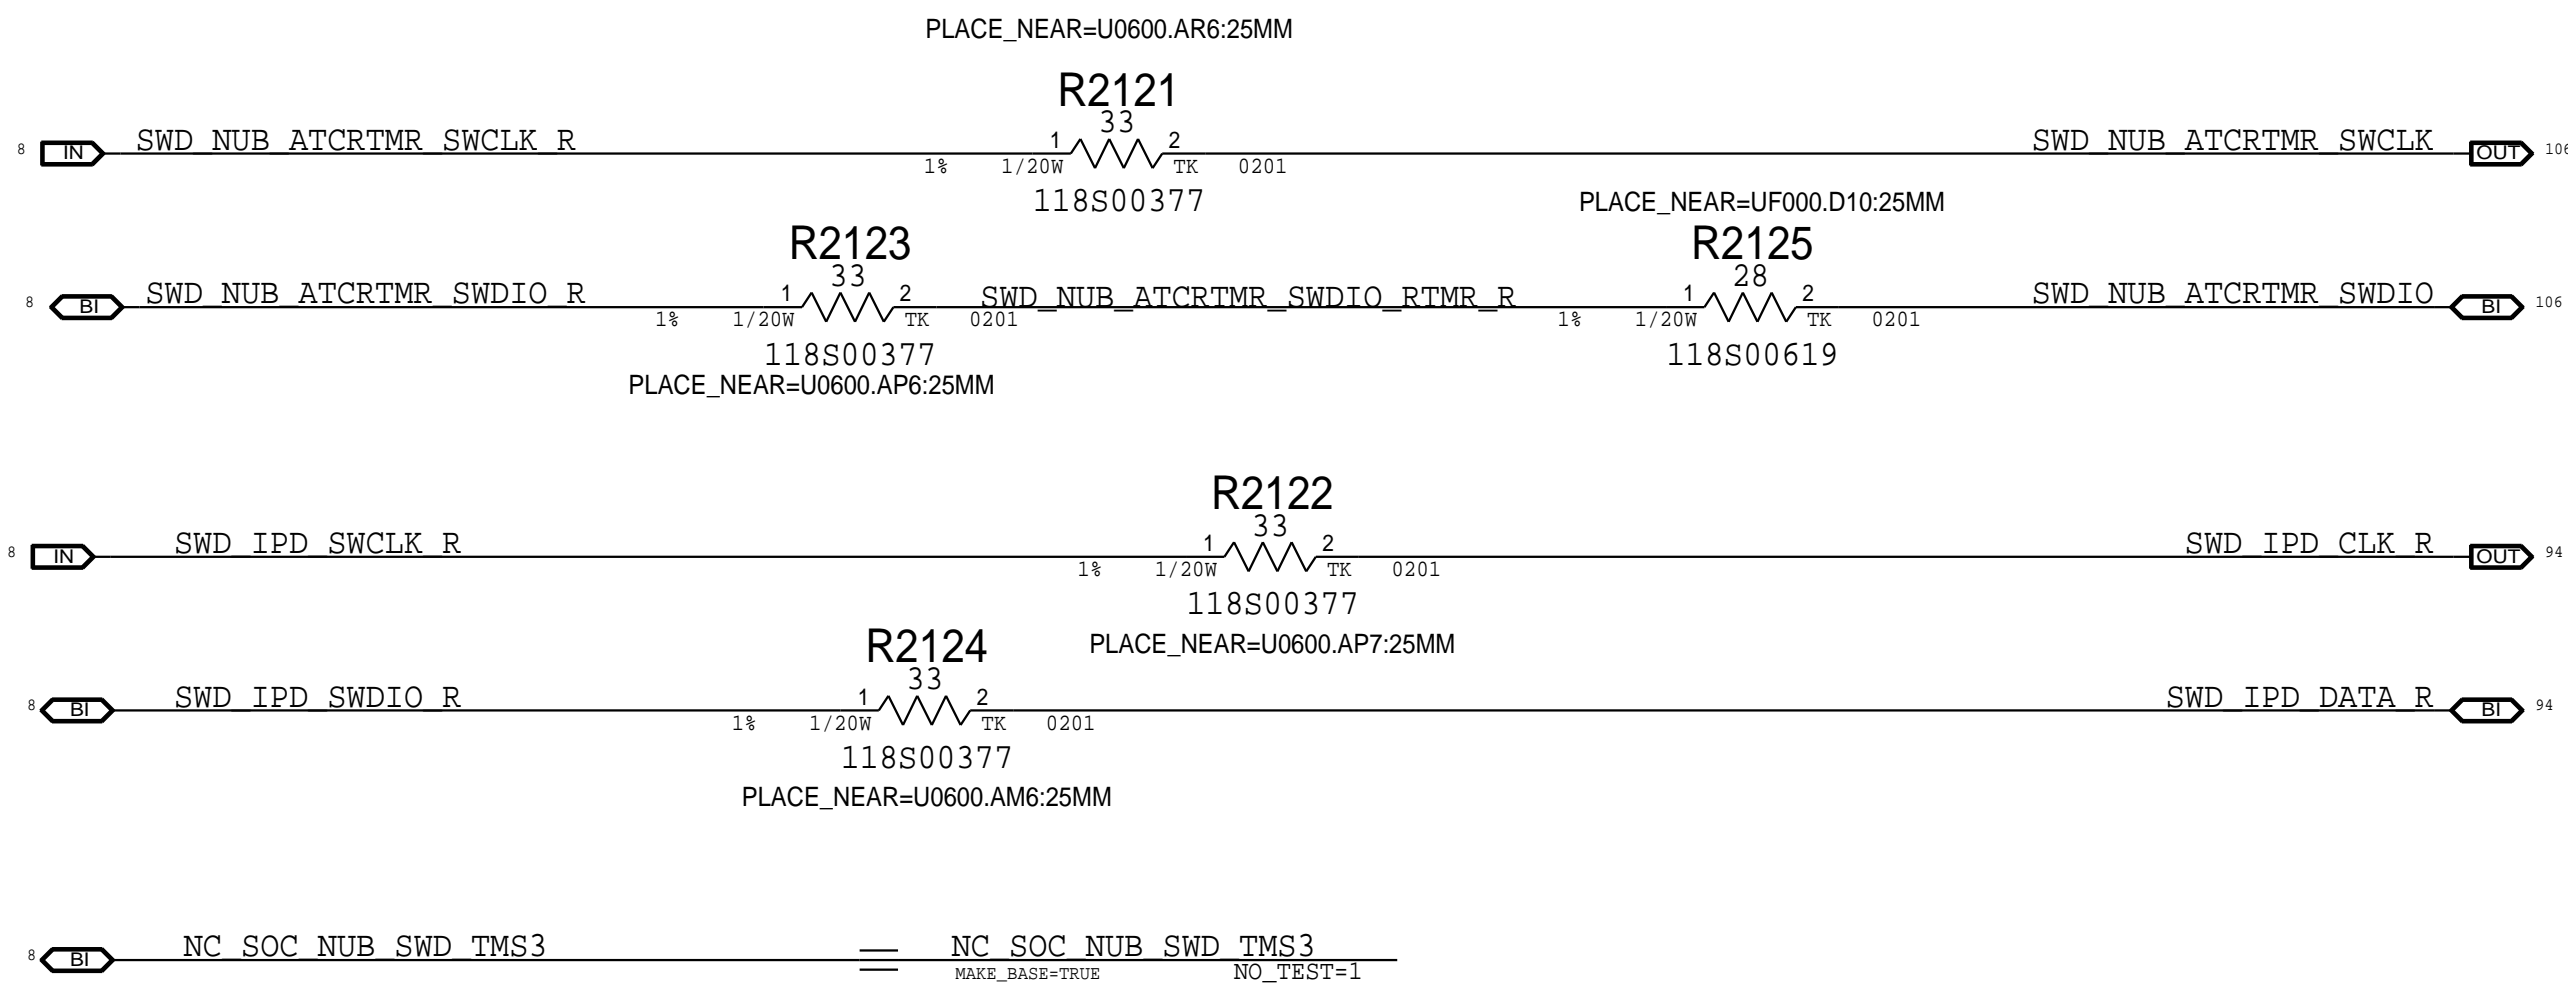 PLACE_NEAR=U0600.AR6:25MM
R2121
33
8 IN SWD_NUB_ATCRTMR_SWCLK_R 1 2 SWD_NUB_ATCRTMR_SWCLK OUT 106
1% 1/20W TK 0201
118S00377
PLACE_NEAR=UF000.D10:25MM
R2123 R2125
33 28
8 BI SWD_NUB_ATCRTMR_SWDIO_R 1 2 SWD_NUB_ATCRTMR_SWDIO_RTMR_R 1 2 SWD_NUB_ATCRTMR_SWDIO BI 106
1% 1/20W TK 0201 1% 1/20W TK 0201
118S00377 118S00619
PLACE_NEAR=U0600.AP6:25MM
R2122
33
8 IN SWD_IPD_SWCLK_R 1 2 SWD_IPD_CLK_R OUT 94
1% 1/20W TK 0201
118S00377
PLACE_NEAR=U0600.AP7:25MM
R2124
33
8 BI SWD_IPD_SWDIO_R 1 2 SWD_IPD_DATA_R BI 94
1% 1/20W TK 0201
118S00377
PLACE_NEAR=U0600.AM6:25MM
8 BI NC_SOC_NUB_SWD_TMS3 NC_SOC_NUB_SWD_TMS3
MAKE_BASE=TRUE NO_TEST=1